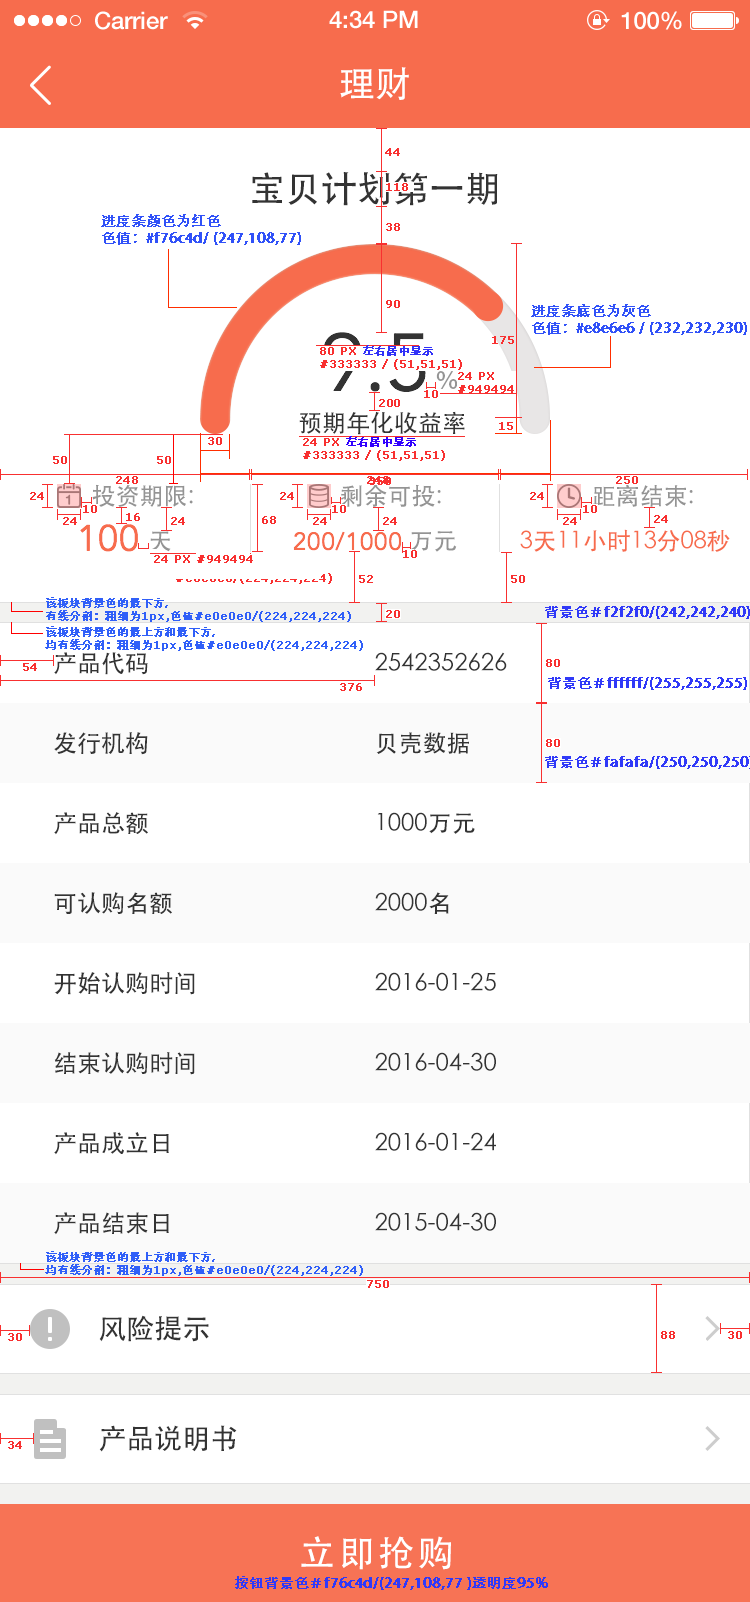 Carrier 4:34 PM 100%
理财
44
宝贝计划第一期
118
进度条颜色为红色
色值：#f76c4d/ (247,108,77)
38
90
进度条底色为灰色
色值：#e8e6e6 / (232,232,230)
175
9.5 %
80 PX 左右居中显示
#333333 / (51,51,51)
24 PX
#949494
10
200
预期年化收益率
15
30
24 PX 左右居中显示
#333333 / (51,51,51)
50 50
248 250
24 投资期限: 24 剩余可投: 24 距离结束:
10 10 10
24 16 24 68 24 24 24 24
100 天 200/1000 万元 3天11小时13分08秒
10
24 PX #949494
52 50
#e0e0e0/(224,224,224)
该板块背景色的最下方,
有线分割：粗细为1px,色值#e0e0e0/(224,224,224)
20
背景色#f2f2f0/(242,242,240)
该板块背景色的最上方和最下方,
均有线分割：粗细为1px,色值#e0e0e0/(224,224,224)
54
产品代码 2542352626
80
376
背景色#ffffff/(255,255,255)
发行机构 贝壳数据
80
背景色#fafafa/(250,250,250)
产品总额 1000万元
可认购名额 2000名
开始认购时间 2016-01-25
结束认购时间 2016-04-30
产品成立日 2016-01-24
产品结束日 2015-04-30
该板块背景色的最上方和最下方,
均有线分割：粗细为1px,色值#e0e0e0/(224,224,224)
750
30 风险提示 88 30
34 产品说明书
立即抢购
按钮背景色#f76c4d/(247,108,77 )透明度95%